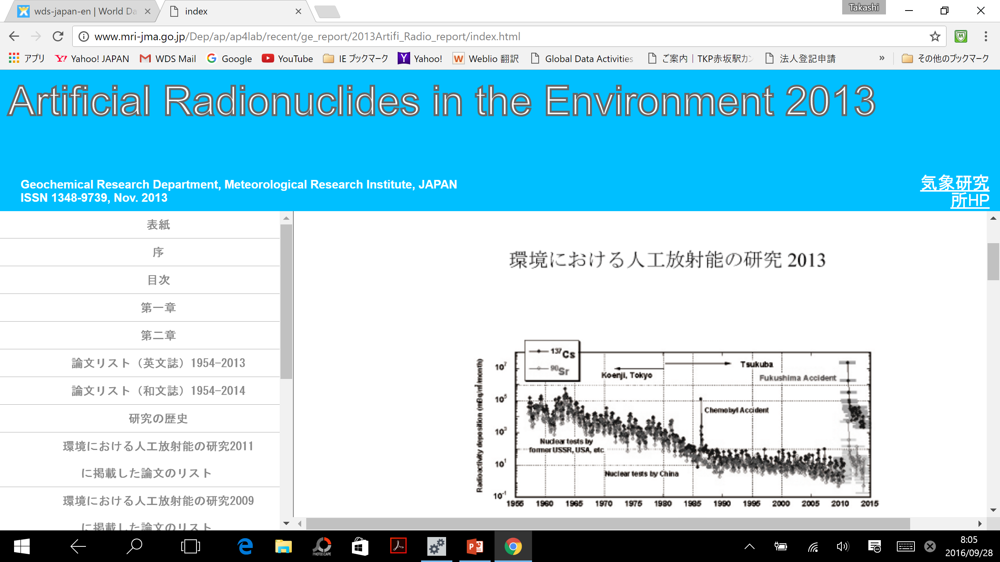 wds-japan-en | World Da
index
Takashi
www.mri-jma.go.jp/Dep/ap/ap4lab/recent/ge_report/2013Artifi_Radio_report/index.html
アプリ Yahoo! JAPAN WDS Mail Google YouTube IE ブックマーク Yahoo! Weblio 翻訳 Global Data Activities ご案内 | TKP赤坂駅カン 法人登記申請 » その他のブックマーク
Artificial Radionuclides in the Environment 2013
Geochemical Research Department, Meteorological Research Institute, JAPAN
ISSN 1348-9739, Nov. 2013
気象研究
所HP
表紙
序
目次
第一章
第二章
論文リスト（英文誌）1954-2013
論文リスト（和文誌）1954-2014
研究の歴史
環境における人工放射能の研究2011
に掲載した論文のリスト
環境における人工放射能の研究2009
に掲載した論文のリスト
環境における人工放射能の研究 2013
137Cs
90Sr
Koenji, Tokyo
Tsukuba
Fukushima Accident
Chernobyl Accident
Nuclear tests by
former USSR, USA, etc
Nuclear tests by China
Radioactivity deposition (mBq/㎡/month)
10^7
10^5
10^3
10^1
10^-1
1955 1960 1965 1970 1975 1980 1985 1990 1995 2000 2005 2010 2015
PHOTOSCAPE
8:05
2016/09/28